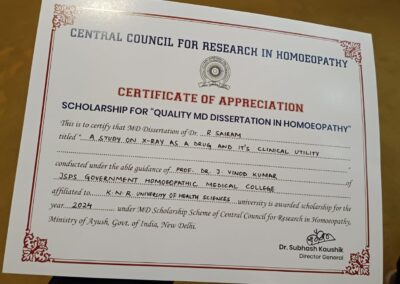 CENTRAL COUNCIL FOR RESEARCH IN HOMOEOPATHY
CERTIFICATE OF APPRECIATION
SCHOLARSHIP FOR "QUALITY MD DISSERTATION IN HOMOEOPATHY"
This is to certify that MD Dissertation of Dr. R SAIRAM
titled " A STUDY ON X-RAY AS A DRUG AND IT'S CLINICAL UTILITY
conducted under the able guidance of PROF. DR. J. VINOD KUMAR of
JSPS GOVERNMENT HOMOEOPATHIC MEDICAL COLLEGE
affiliated to K.N.R UNIVERSITY OF HEALTH SCIENCES university is awarded scholarship for the
year 2024 under MD Scholarship Scheme of Central Council for Research in Homoeopathy,
Ministry of Ayush, Govt. of India, New Delhi.
Dr. Subhash Kaushik
Director General